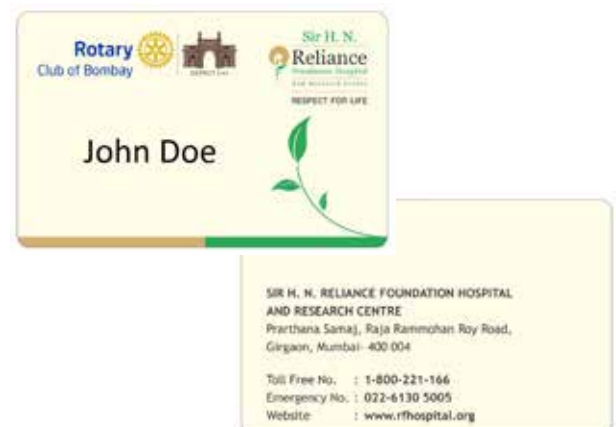 Rotary
Club of Bombay
Sir H. N.
Reliance
Foundation Hospital
RESPECT FOR LIFE
John Doe
SIR H. N. RELIANCE FOUNDATION HOSPITAL
AND RESEARCH CENTRE
Prarthana Samaj, Raja Rammohan Roy Road,
Girgaon, Mumbai- 400 004
Toll Free No. : 1-800-221-166
Emergency No. : 022-6130 5005
Website : www.rfhospital.org